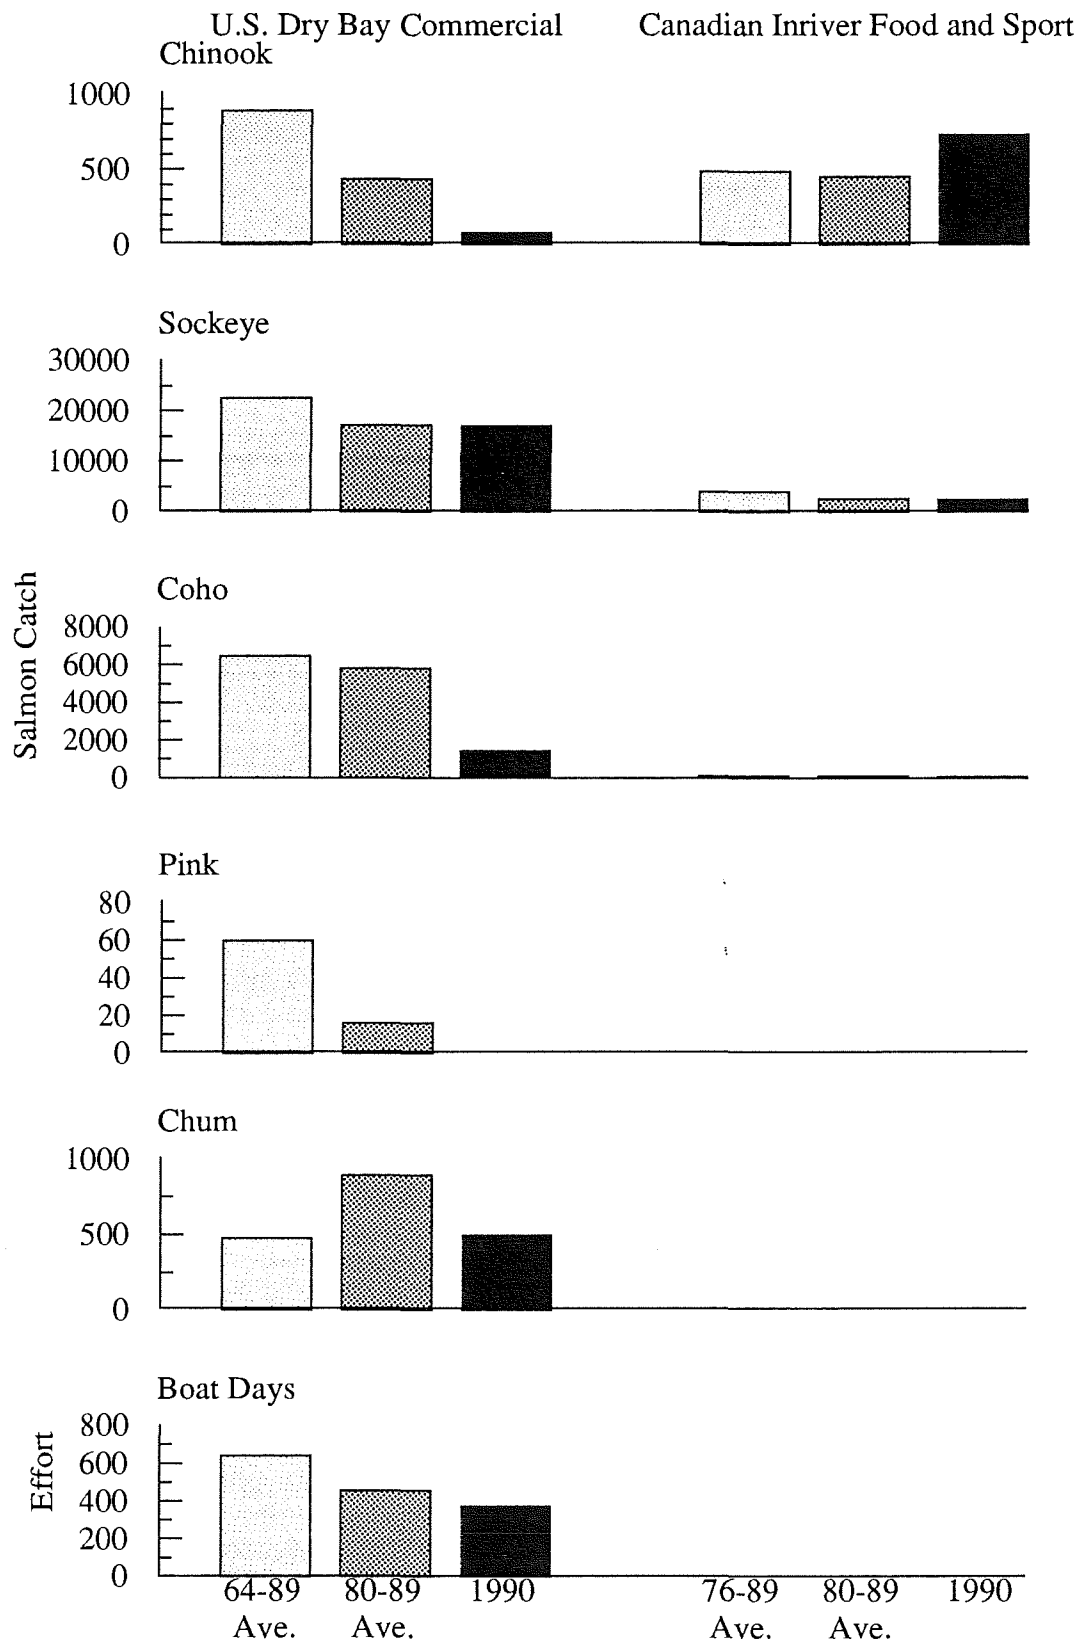 U.S. Dry Bay Commercial Canadian Inriver Food and Sport
Chinook
1000
500
0
Sockeye
30000
20000
10000
0
Salmon Catch
Coho
8000
6000
4000
2000
0
Pink
80
60
40
20
0
Chum
1000
500
0
Effort
Boat Days
800
600
400
200
0
64-89 80-89 1990 76-89 80-89 1990
Ave. Ave. Ave. Ave.